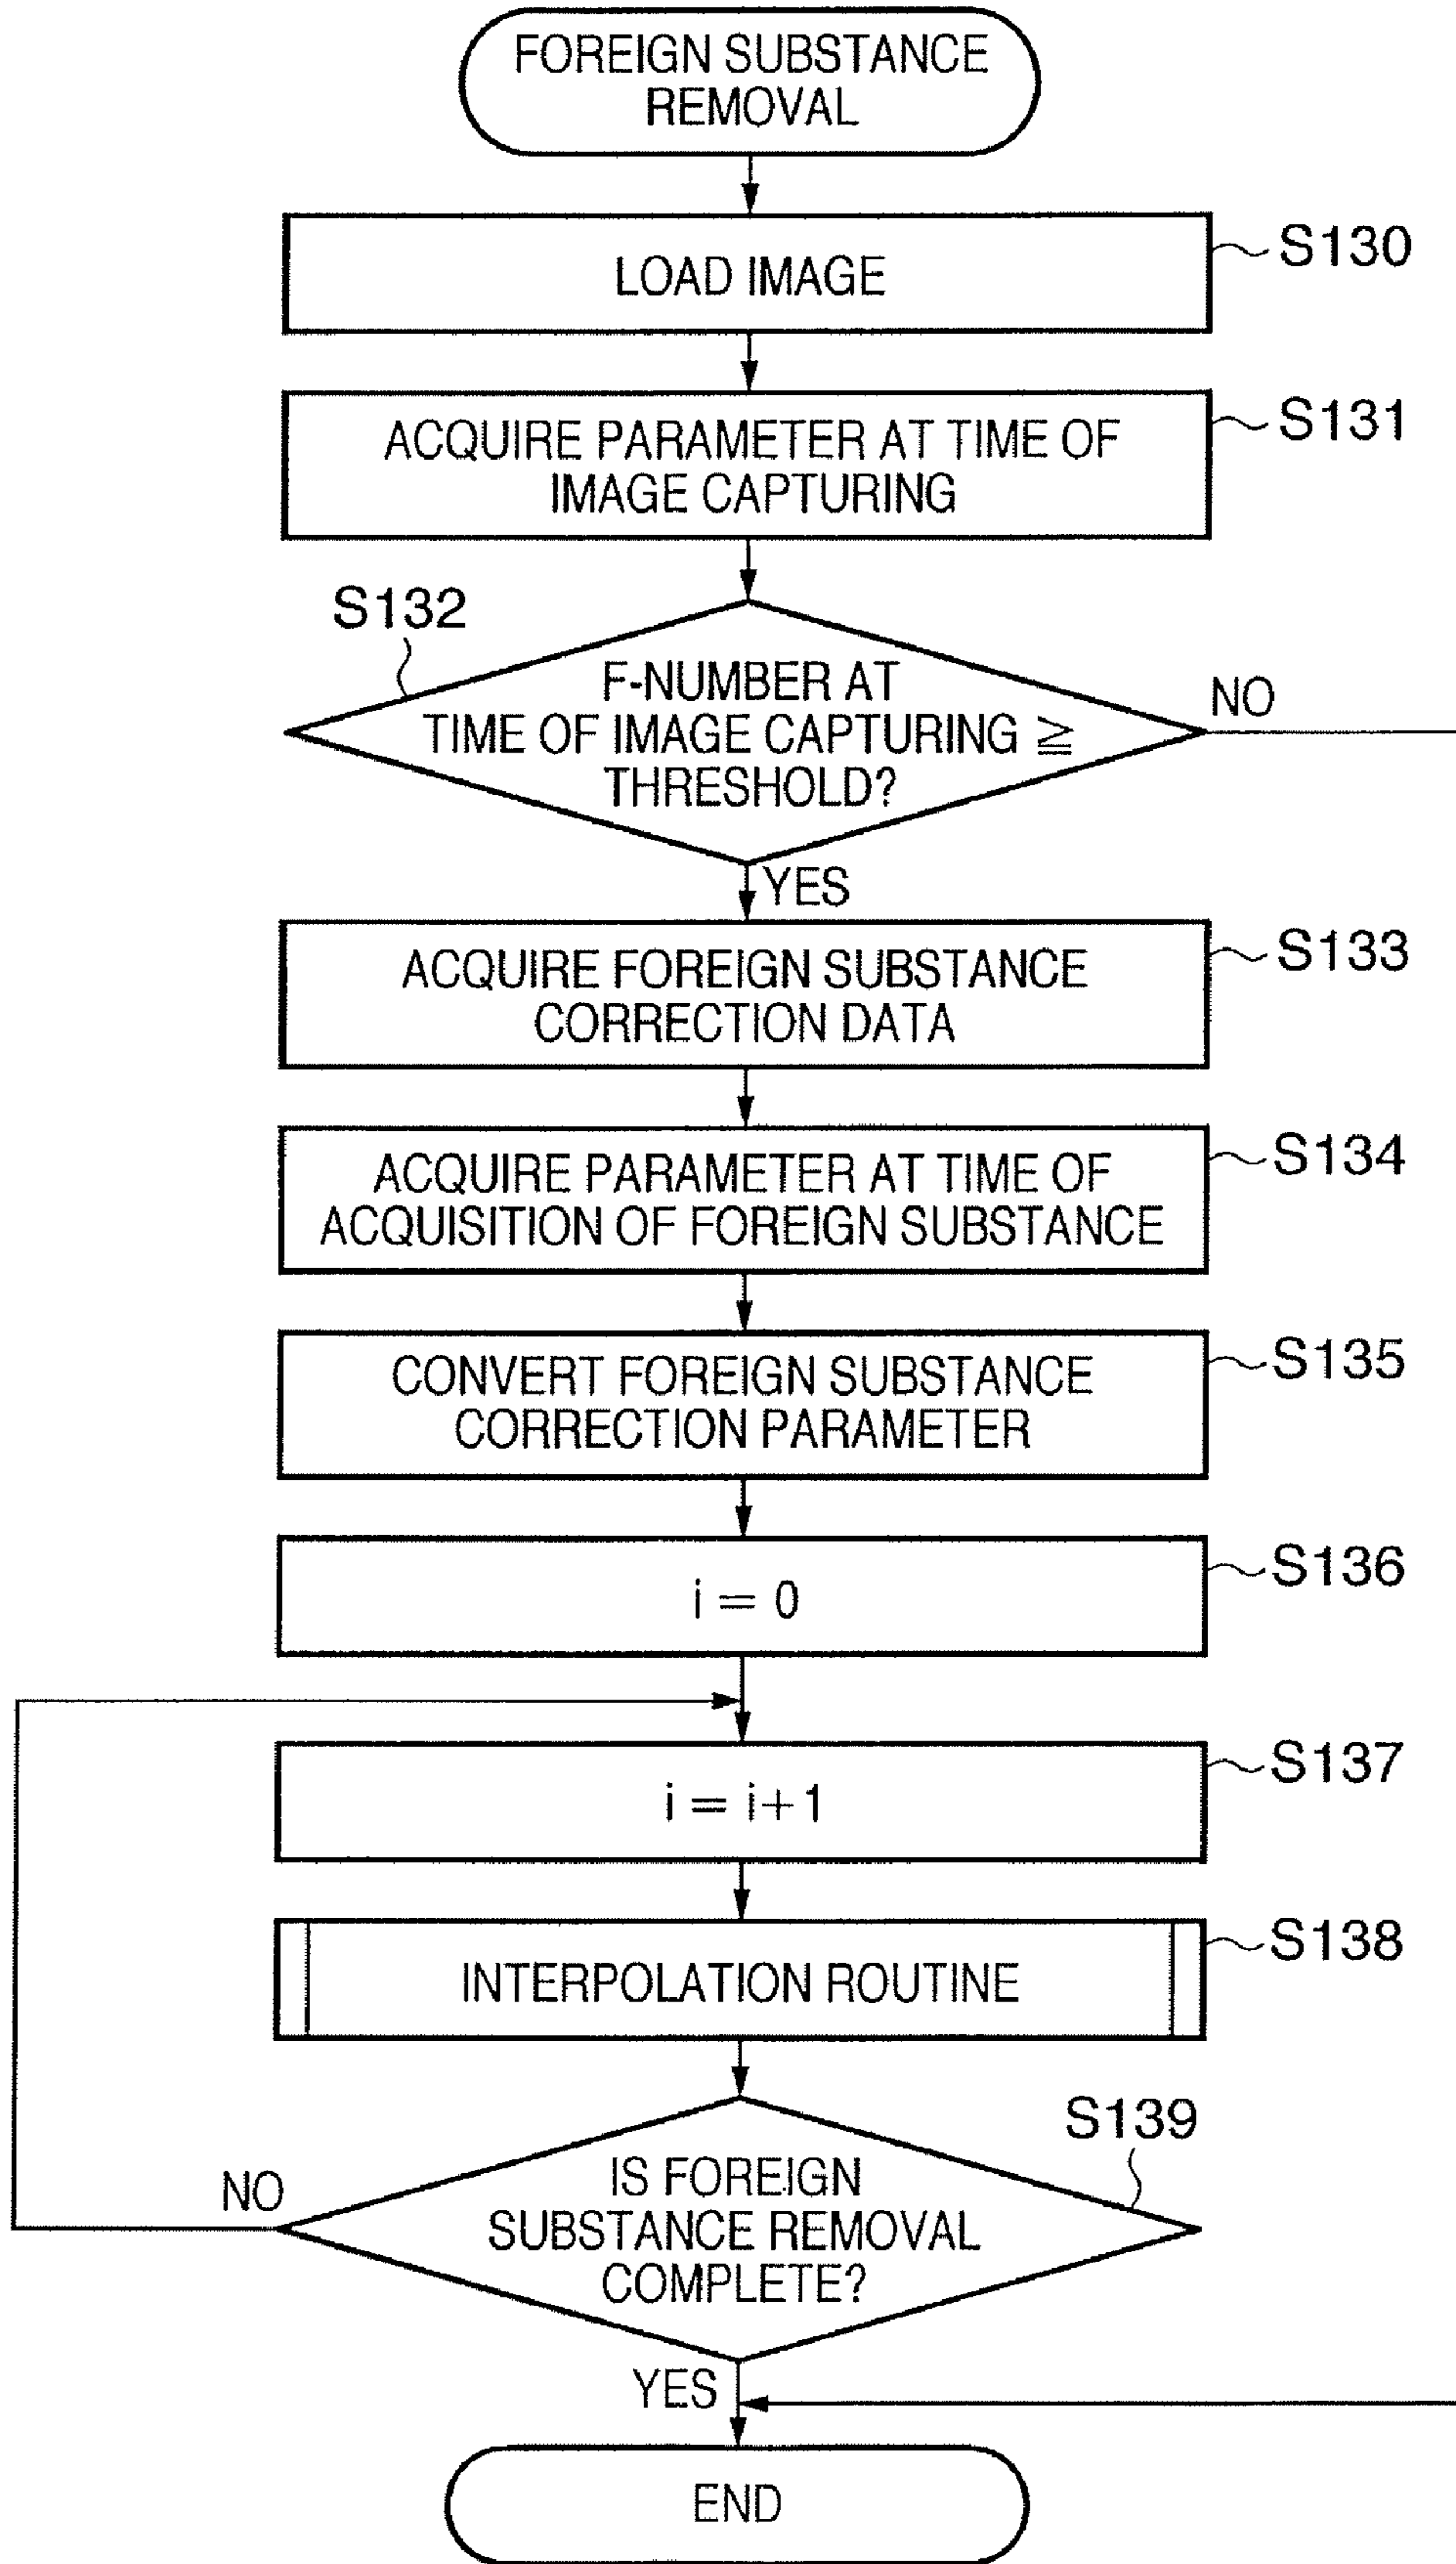 FOREIGN SUBSTANCE
REMOVAL
LOAD IMAGE
S130
ACQUIRE PARAMETER AT TIME OF
IMAGE CAPTURING
S131
S132
F-NUMBER AT
TIME OF IMAGE CAPTURING ≧
THRESHOLD?
NO
YES
ACQUIRE FOREIGN SUBSTANCE
CORRECTION DATA
S133
ACQUIRE PARAMETER AT TIME OF
ACQUISITION OF FOREIGN SUBSTANCE
S134
CONVERT FOREIGN SUBSTANCE
CORRECTION PARAMETER
S135
i = 0
S136
i = i+1
S137
INTERPOLATION ROUTINE
S138
S139
IS FOREIGN
SUBSTANCE REMOVAL
COMPLETE?
NO
YES
END